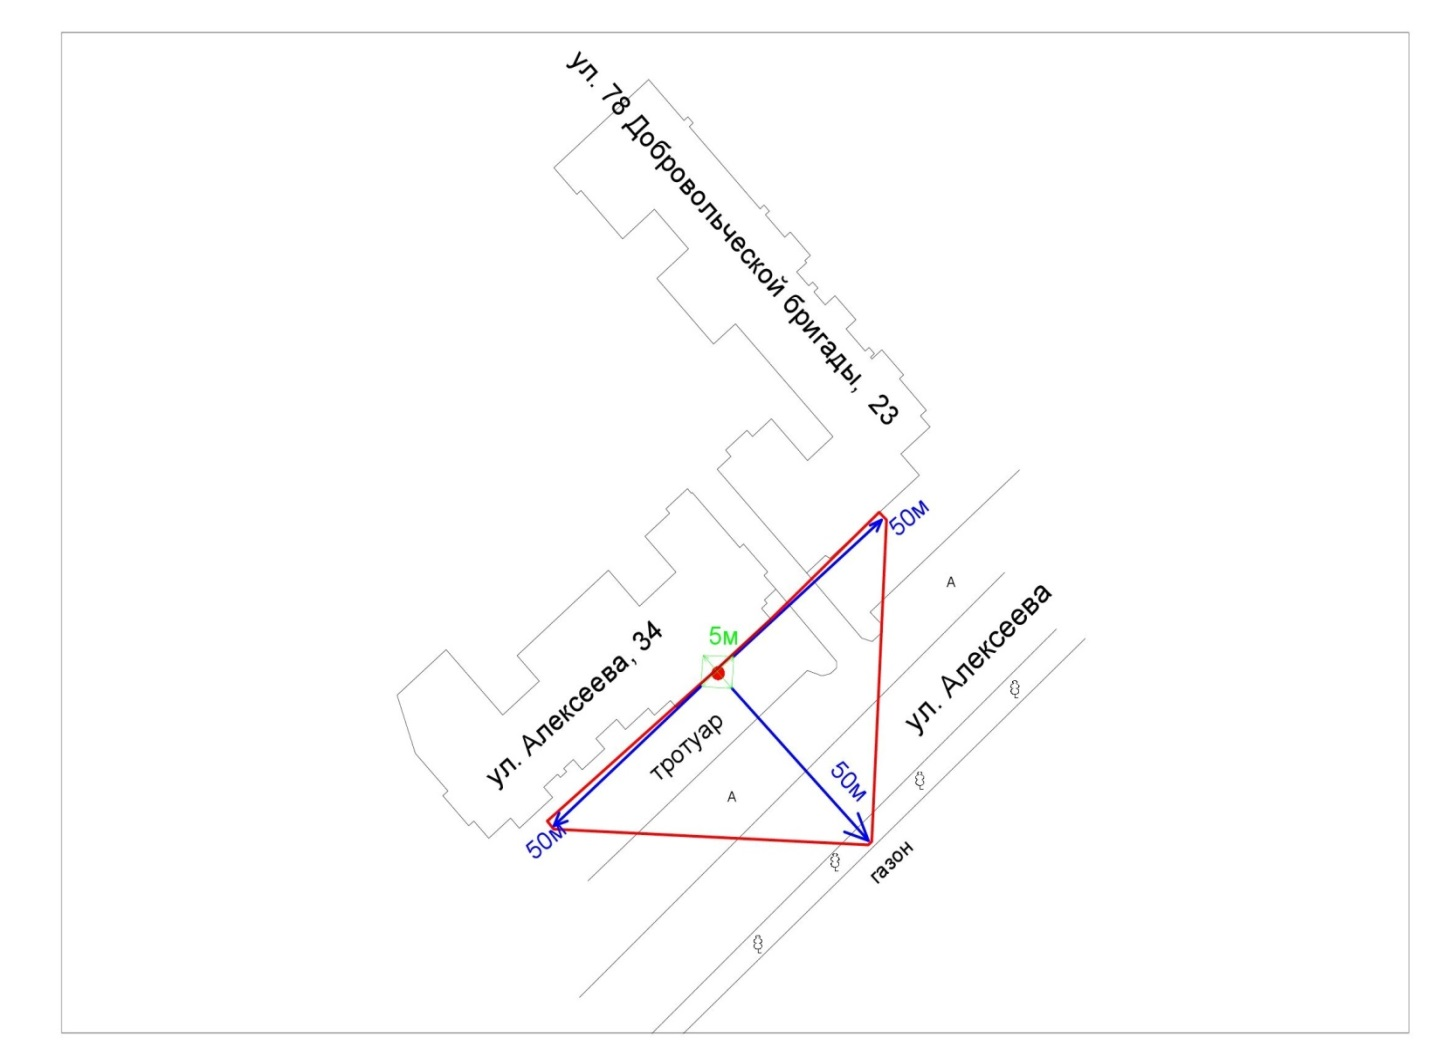 ул. 78 Добровольческой бригады, 23
50м
А
ул. Алексеева
5м
ул. Алексеева, 34
тротуар
50м
А
50м
газон